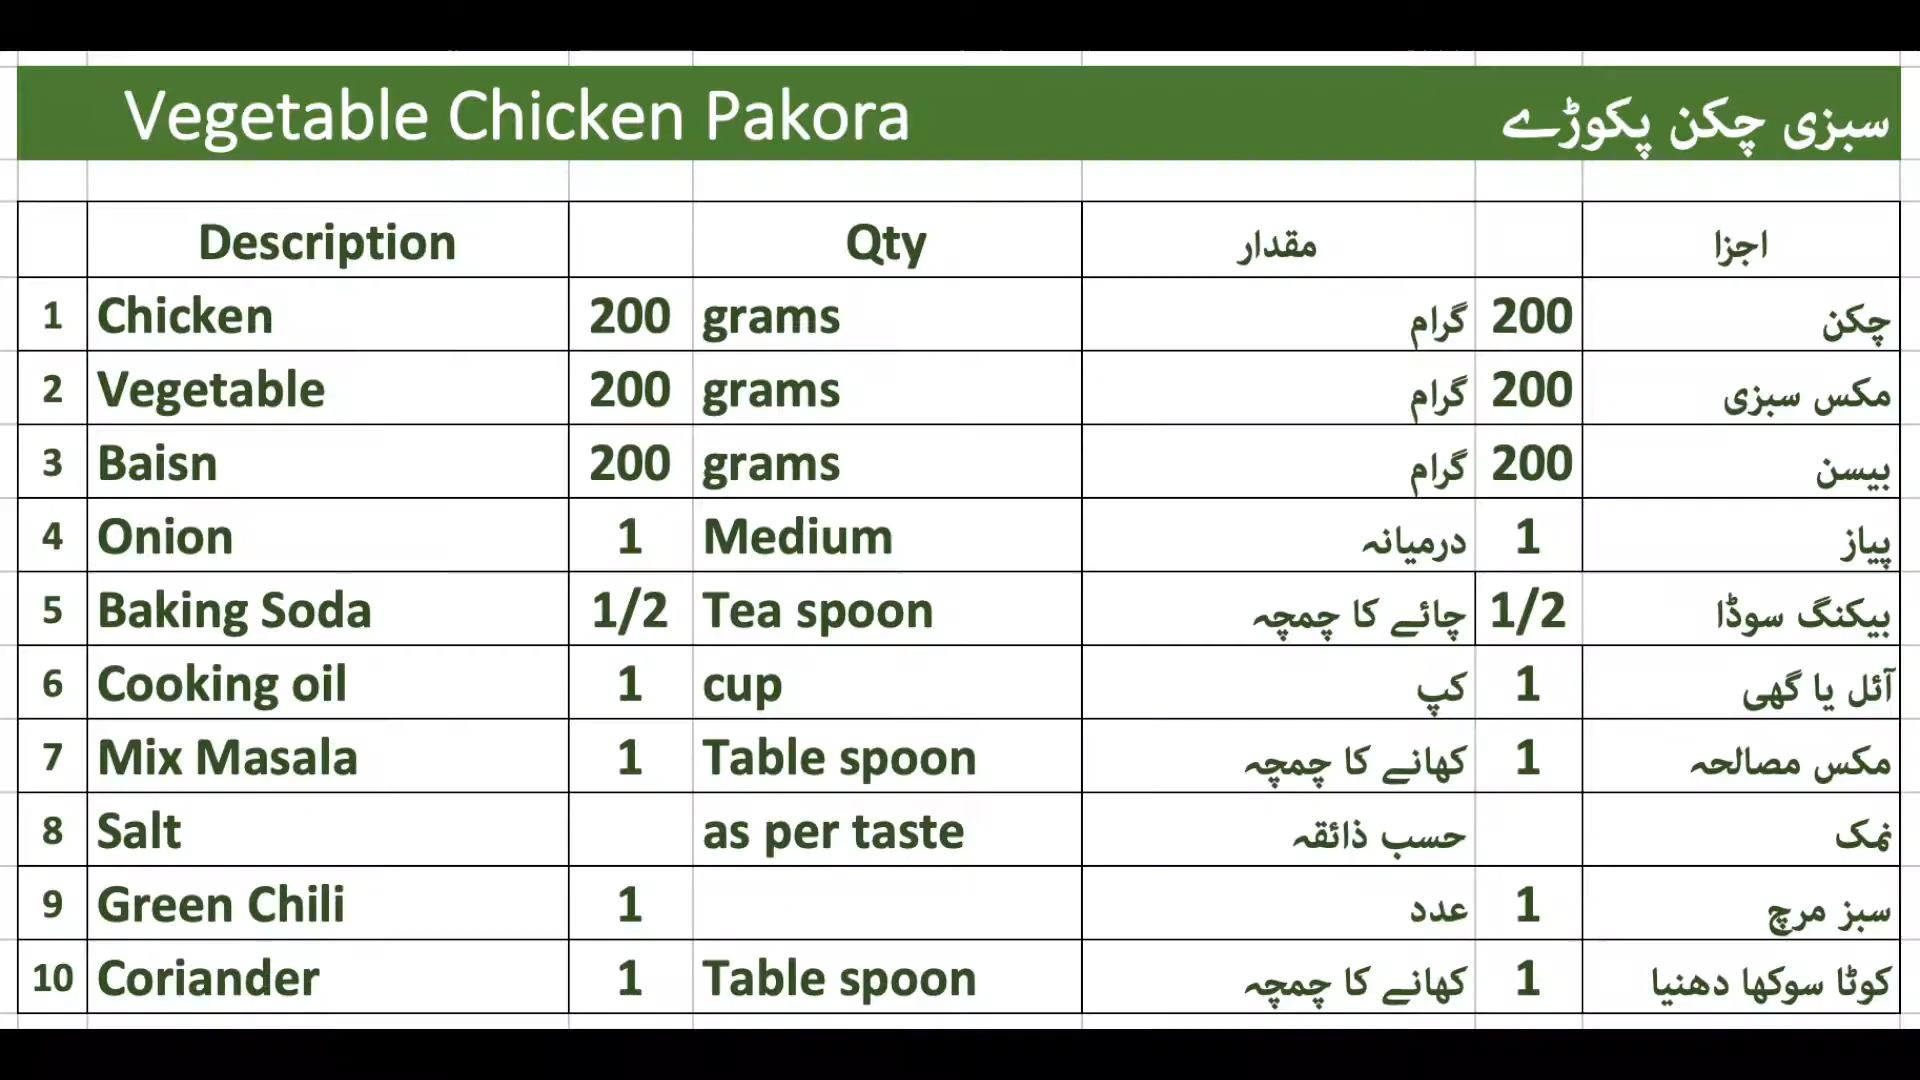 Vegetable Chicken Pakora سبزی چکن پکوڑے
Description Qty مقدار اجزا
1 Chicken 200 grams گرام 200 چکن
2 Vegetable 200 grams گرام 200 مکس سبزی
3 Baisn 200 grams گرام 200 بیسن
4 Onion 1 Medium درمیانہ 1 پیاز
5 Baking Soda 1/2 Tea spoon چائے کا چمچہ 1/2 بیکنگ سوڈا
6 Cooking oil 1 cup کپ 1 آئل یا گھی
7 Mix Masala 1 Table spoon کھانے کا چمچہ 1 مکس مصالحہ
8 Salt as per taste حسب ذائقہ نمک
9 Green Chili 1 عدد 1 سبز مرچ
10 Coriander 1 Table spoon کھانے کا چمچہ 1 کوٹا سوکھا دھنیا